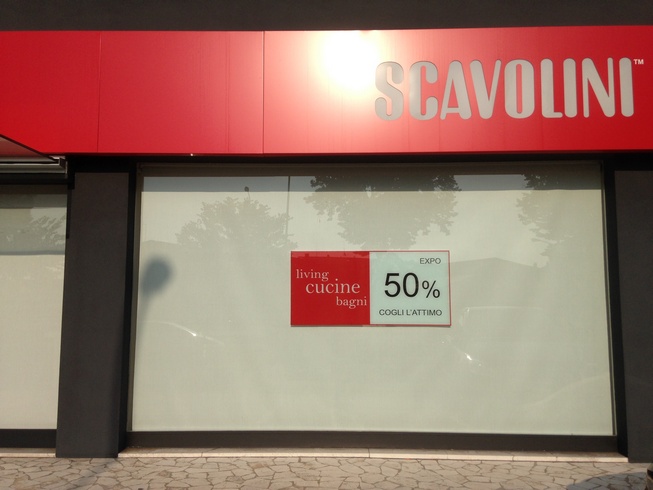 SCAVOLINI™
living
cucine
bagni
EXPO
50%
COGLI L'ATTIMO